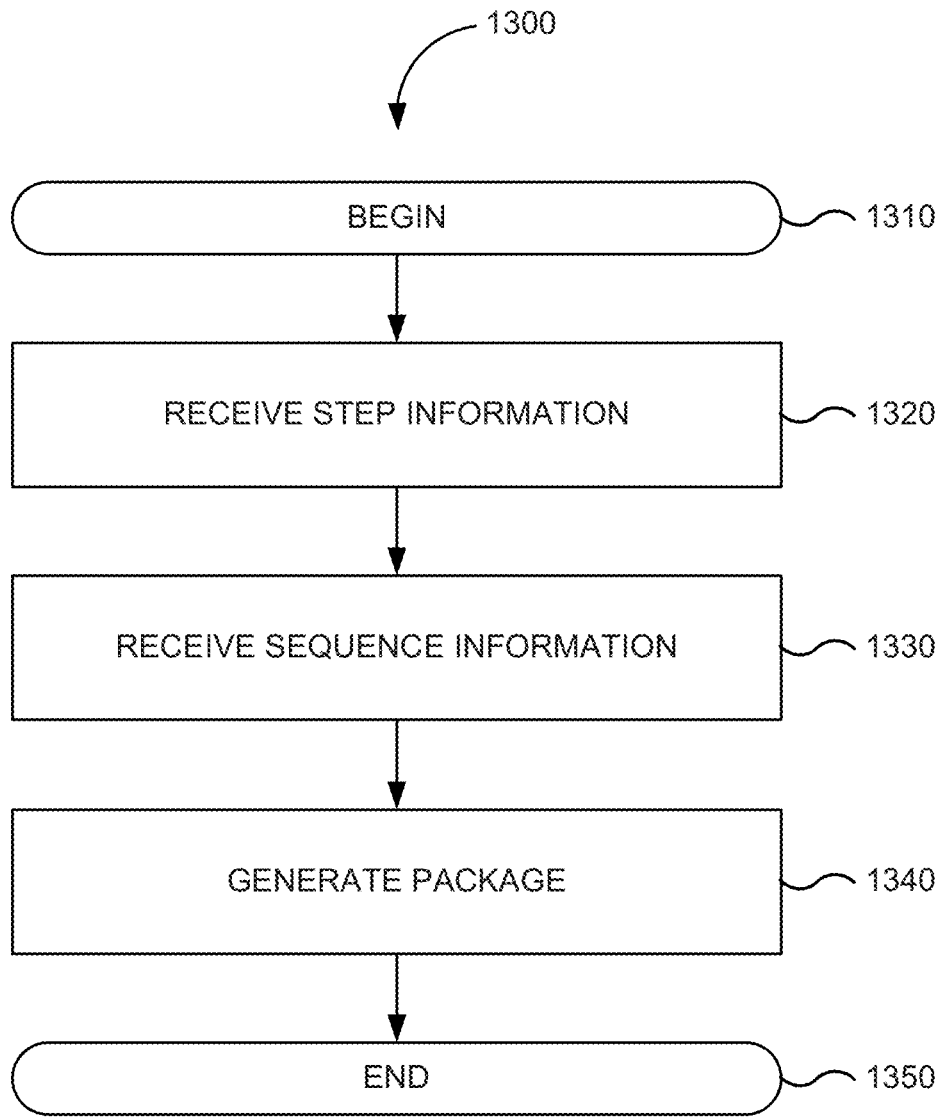 1300
BEGIN
1310
RECEIVE STEP INFORMATION
1320
RECEIVE SEQUENCE INFORMATION
1330
GENERATE PACKAGE
1340
END
1350